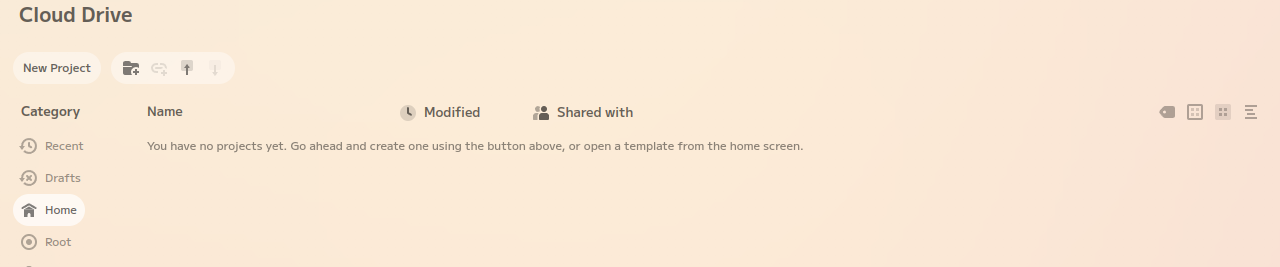 Cloud Drive
New Project
Category
Name
Modified
Shared with
Recent
You have no projects yet. Go ahead and create one using the button above, or open a template from the home screen.
Drafts
Home
Root